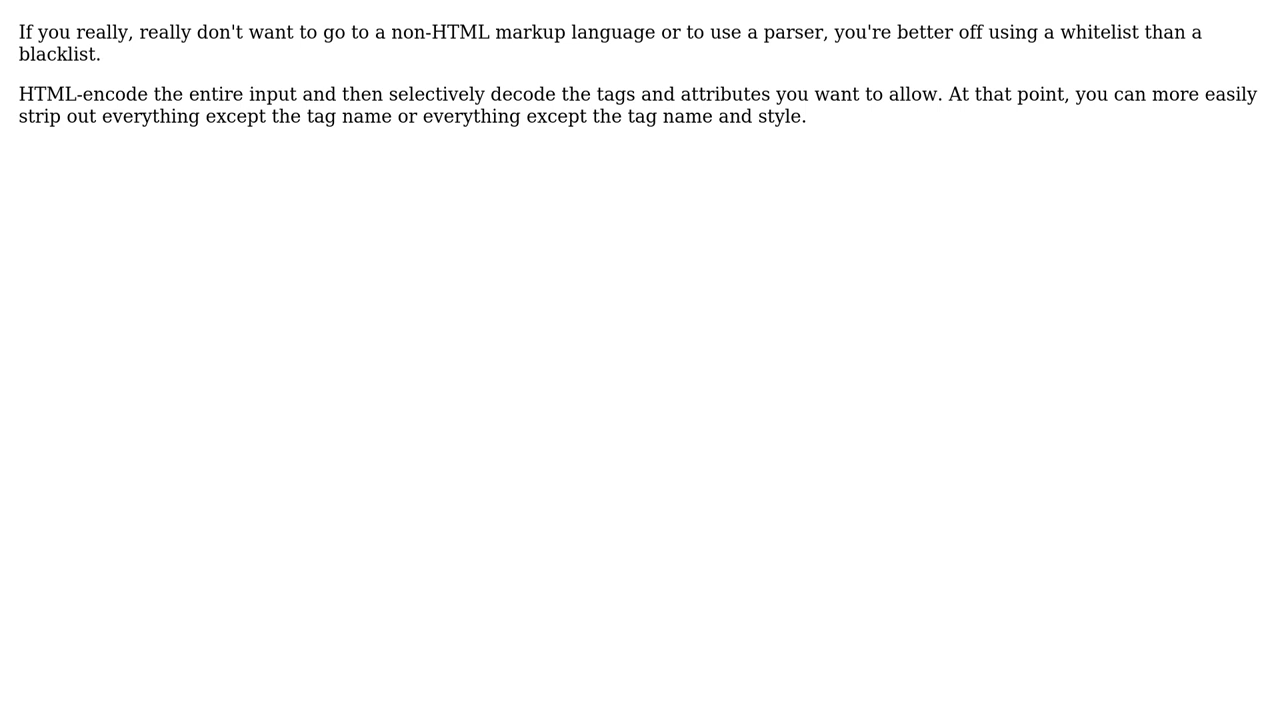 If you really, really don't want to go to a non-HTML markup language or to use a parser, you're better off using a whitelist than a
blacklist.
HTML-encode the entire input and then selectively decode the tags and attributes you want to allow. At that point, you can more easily
strip out everything except the tag name or everything except the tag name and style.